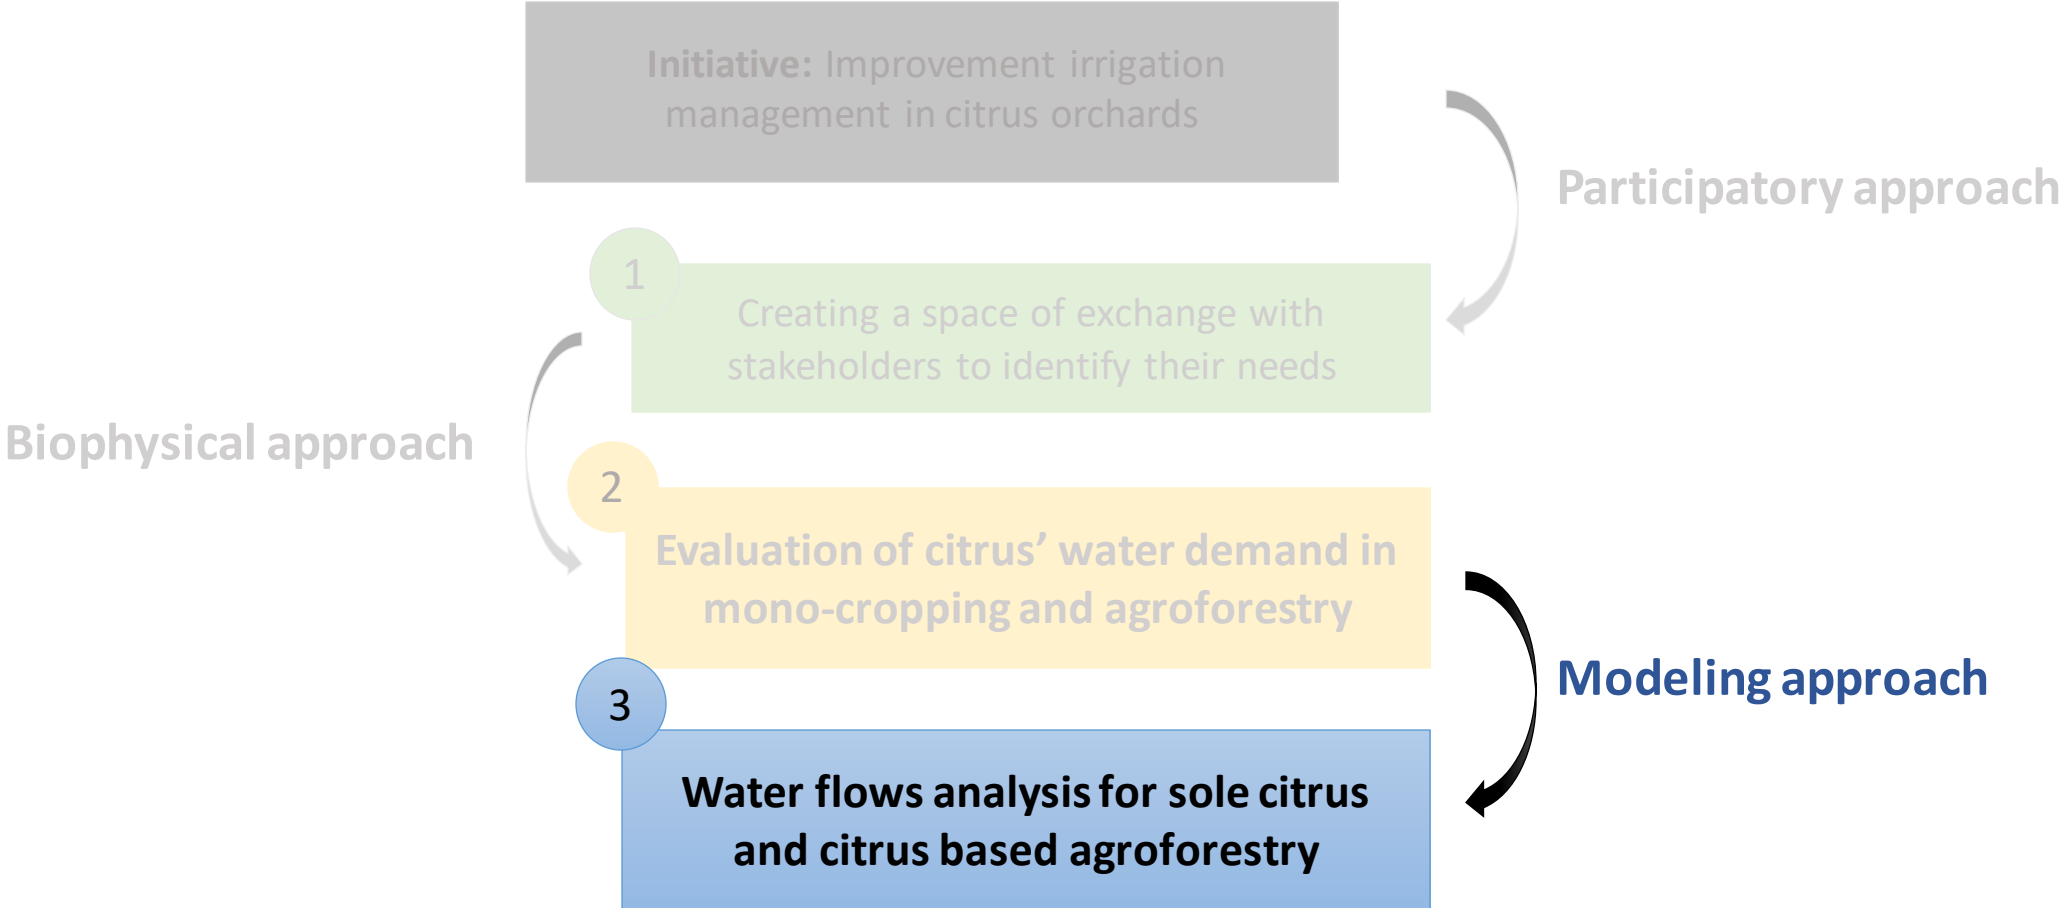 Initiative: Improvement irrigation
management in citrus orchards
Participatory approach
1
Creating a space of exchange with
stakeholders to identify their needs
Biophysical approach
2
Evaluation of citrus’ water demand in
mono-cropping and agroforestry
3
Modeling approach
Water flows analysis for sole citrus
and citrus based agroforestry